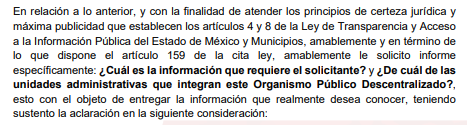 En relación a lo anterior, y con la finalidad de atender los principios de certeza jurídica y
máxima publicidad que establecen los artículos 4 y 8 de la Ley de Transparencia y Acceso
a la Información Pública del Estado de México y Municipios, amablemente y en término de
lo que dispone el artículo 159 de la cita ley, amablemente le solicito informe
específicamente: ¿Cuál es la información que requiere el solicitante? y ¿De cuál de las
unidades administrativas que integran este Organismo Público Descentralizado?,
esto con el objeto de entregar la información que realmente desea conocer, teniendo
sustento la aclaración en la siguiente consideración: